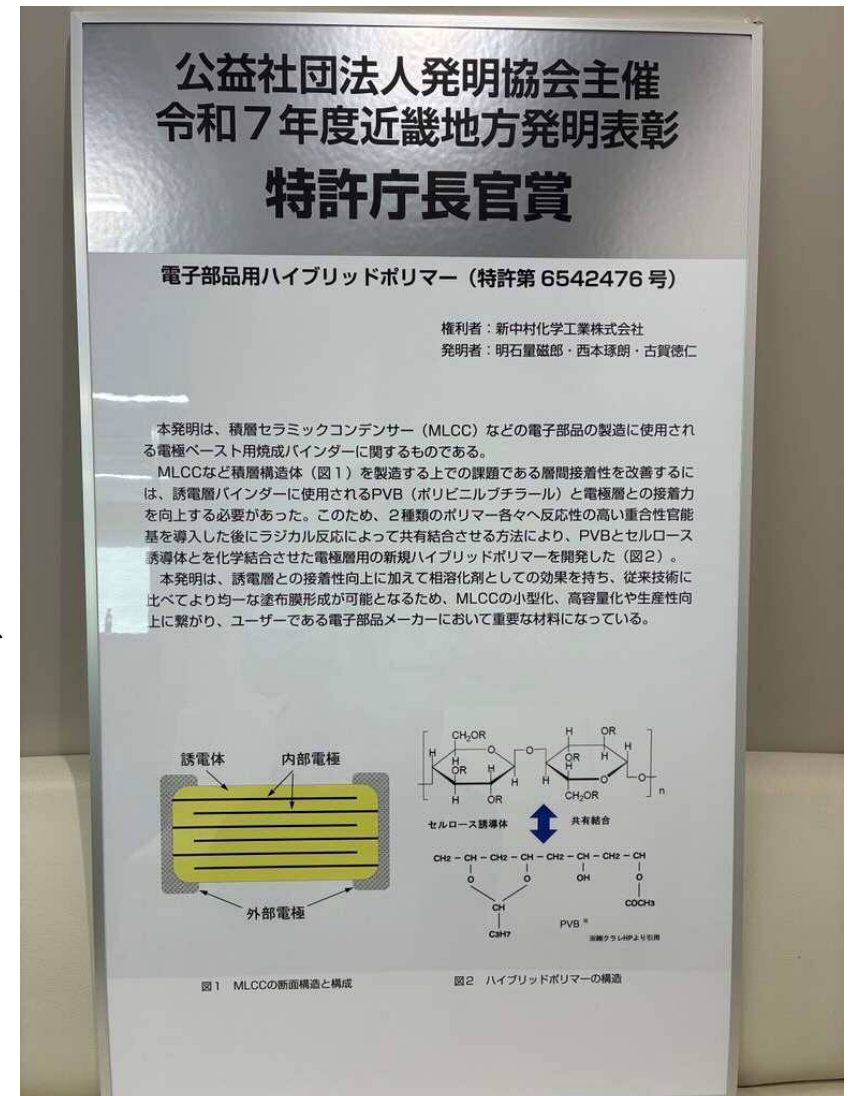 公益社団法人発明協会主催
令和7年度近畿地方発明表彰
特許庁長官賞
電子部品用ハイブリッドポリマー（特許第 6542476 号）
権利者：新中村化学工業株式会社
発明者：明石量磁郎・西本琢朗・古賀徳仁
本発明は、積層セラミックコンデンサー（MLCC）などの電子部品の製造に使用され
る電極ペースト用焼成バインダーに関するものである。
MLCCなど積層構造体（図1）を製造する上での課題である層間接着性を改善するに
は、誘電層バインダーに使用されるPVB（ポリビニルブチラール）と電極層との接着力
を向上する必要があった。このため、2種類のポリマー各々へ反応性の高い重合性官能
基を導入した後にラジカル反応によって共有結合させる方法により、PVBとセルロース
誘導体とを化学結合させた電極層用の新規ハイブリッドポリマーを開発した（図2）。
本発明は、誘電層との接着性向上に加えて相溶化剤としての効果を持ち、従来技術に
比べてより均一な塗布膜形成が可能となるため、MLCCの小型化、高容量化や生産性向
上に繋がり、ユーザーである電子部品メーカーにおいて重要な材料になっている。
誘電体 内部電極
外部電極
図1 MLCCの断面構造と構成
CH2OR H OR
H O O H OR H
H OR H H H O O
H OR CH2OR n
セルロース誘導体 共有結合
CH2 - CH - CH2 - CH - CH2 - CH - CH2 - CH
O O OH O
CH COCH3
C3H7 PVB※
※㈱クラレHPより引用
図2 ハイブリッドポリマーの構造